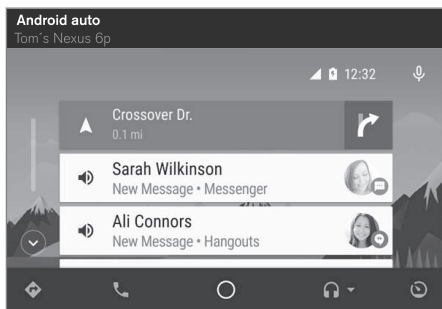 Android auto
Tom´s Nexus 6p
12:32
Crossover Dr.
0.1 mi
Sarah Wilkinson
New Message • Messenger
Ali Connors
New Message • Hangouts